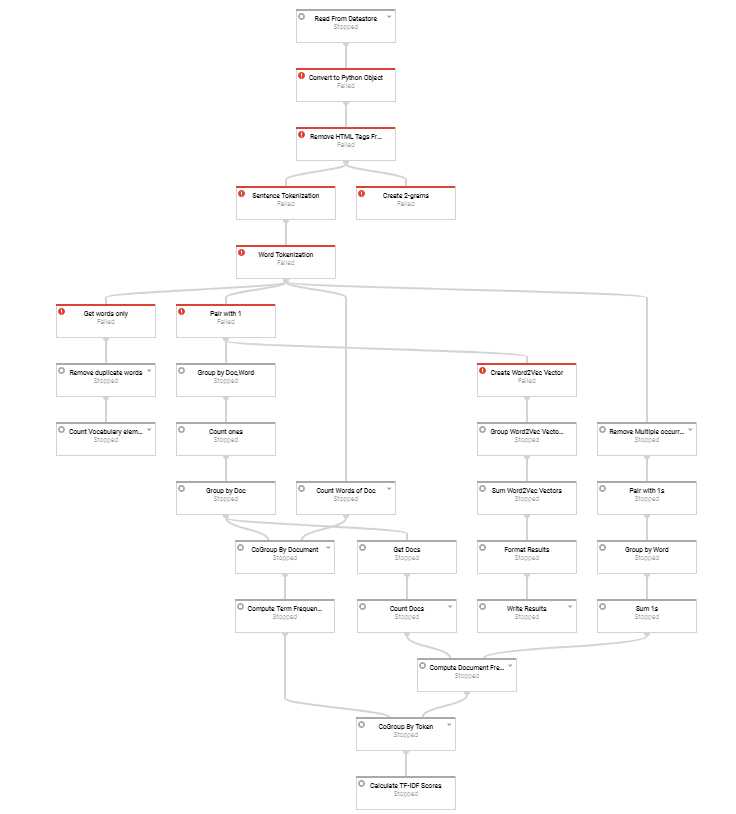 Read From Datastore
Stopped
Convert to Python Object
Failed
Remove HTML Tags Fr...
Failed
Sentence Tokenization
Failed
Create 2-grams
Failed
Word Tokenization
Failed
Get words only
Failed
Pair with 1
Failed
Remove duplicate words
Stopped
Group by Doc,Word
Stopped
Create Word2Vec Vector
Failed
Count Vocabulary elem...
Stopped
Count ones
Stopped
Group Word2Vec Vecto...
Stopped
Remove Multiple occurr...
Stopped
Group by Doc
Stopped
Count Words of Doc
Stopped
Sum Word2Vec Vectors
Stopped
Pair with 1s
Stopped
CoGroup By Document
Stopped
Get Docs
Stopped
Format Results
Stopped
Group by Word
Stopped
Compute Term Frequen...
Stopped
Count Docs
Stopped
Write Results
Stopped
Sum 1s
Stopped
Compute Document Fre...
Stopped
CoGroup By Token
Stopped
Calculate TF-IDF Scores
Stopped